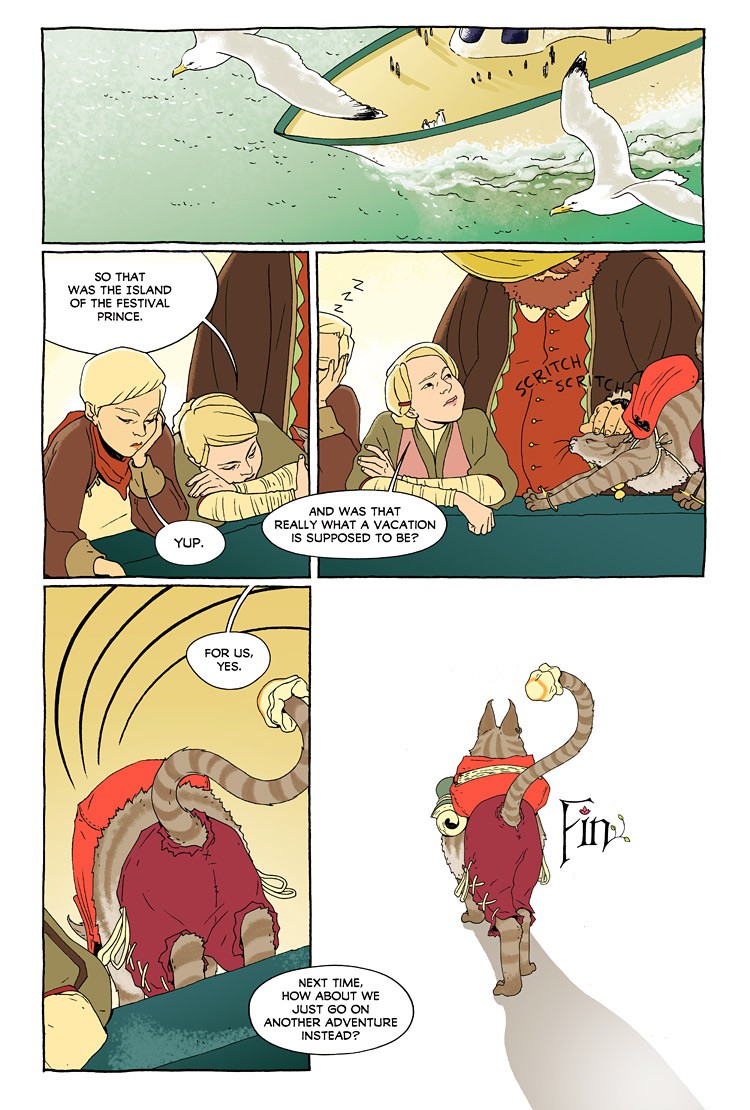 SO THAT
WAS THE ISLAND
OF THE FESTIVAL
PRINCE.
YUP.
Z Z Z
SCRITCH
SCRITCH
AND WAS THAT
REALLY WHAT A VACATION
IS SUPPOSED TO BE?
FOR US,
YES.
NEXT TIME,
HOW ABOUT WE
JUST GO ON
ANOTHER ADVENTURE
INSTEAD?
Fin